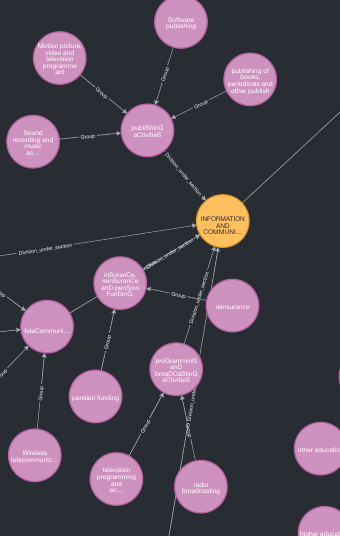 Software
publishing
Motion picture,
video and
television
programme
act
Group
Group
publishing of
books,
periodicals and
other publish
Group
Sound
recording and
music
ac...
Group
publiShinG
aCtivitieS
Division_under_section
INFORMATION
AND
COMMUNI...
Division_under_section
inSuranCe,
reinSuraoCe
anD penSion
FunDinG,
Group
reinsurance
Division_under_section
teleCommuni...
Group
proGramminG
anD
broaDCaStinG
aCtivitieS
pension funding
Group
Group
Group
Wireless
telecommunic...
television
programming
and
ac...
radio
broadcasting
other educatio
higher educat